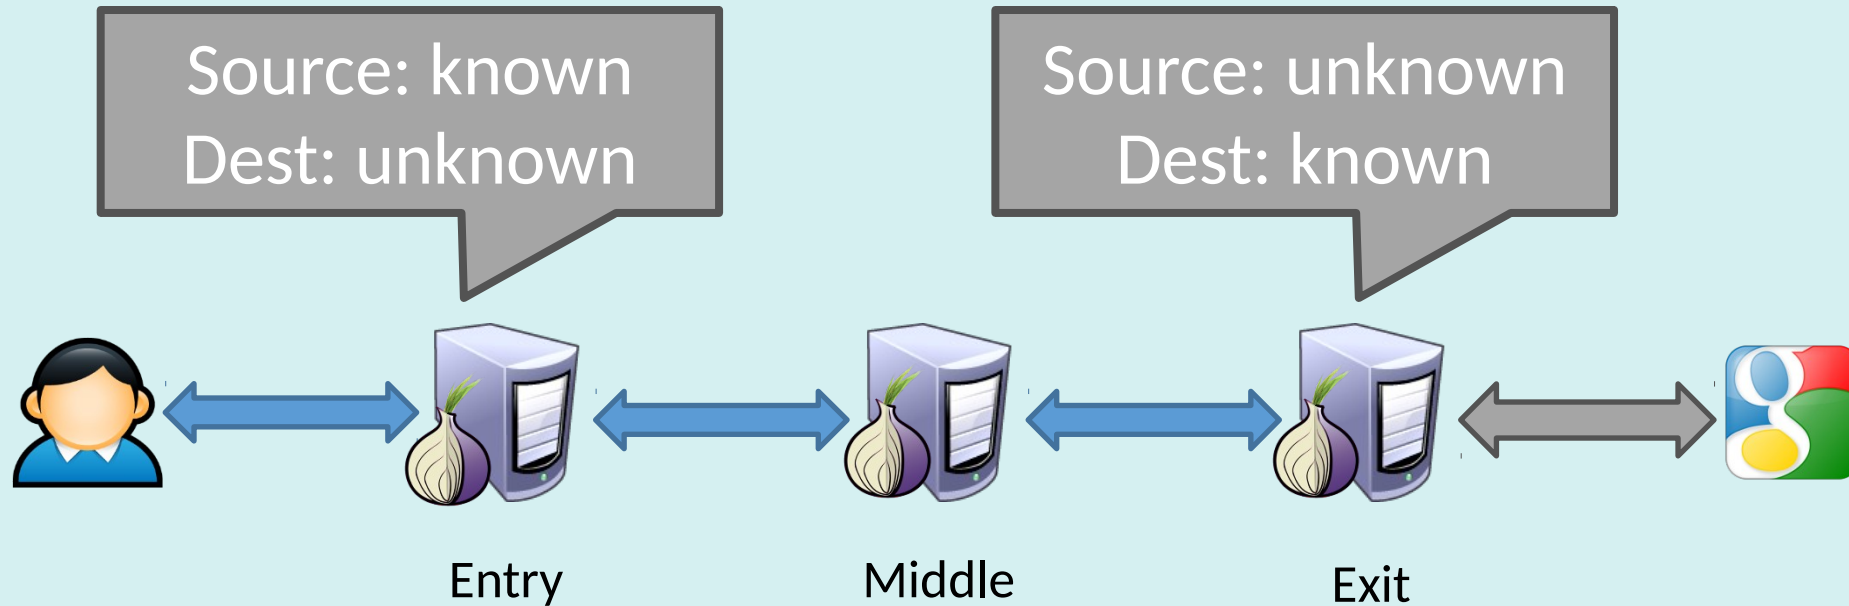 Source: known
Dest: unknown
Source: unknown
Dest: known
Entry
Middle
Exit